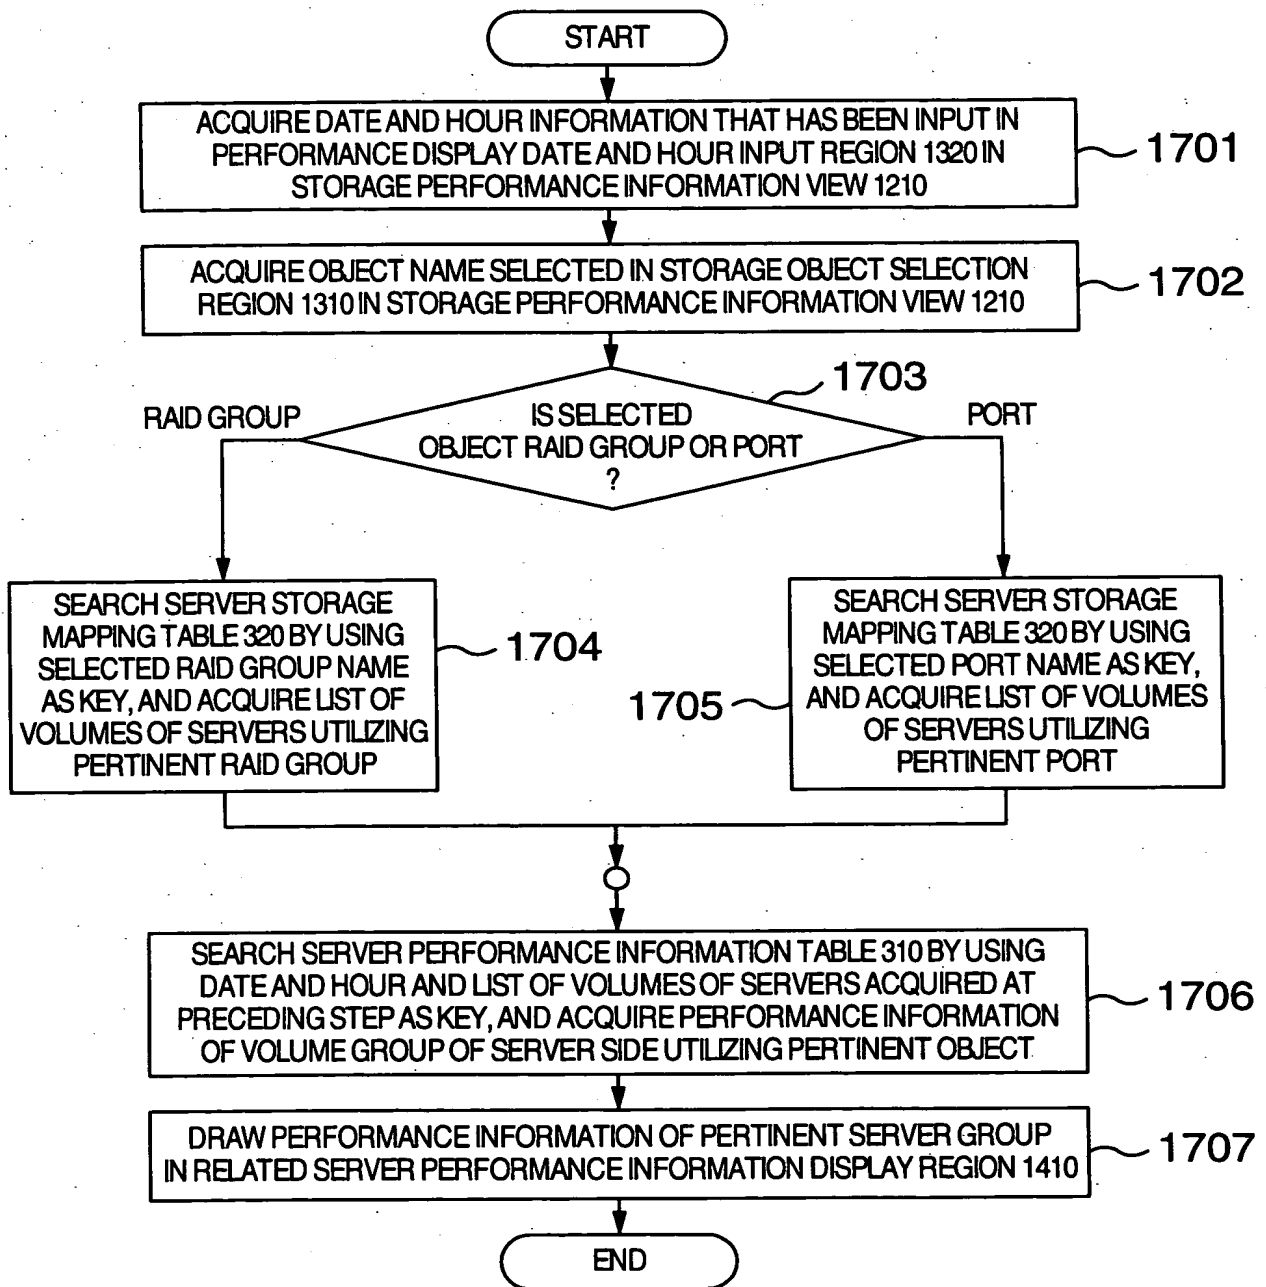 START
ACQUIRE DATE AND HOUR INFORMATION THAT HAS BEEN INPUT IN
PERFORMANCE DISPLAY DATE AND HOUR INPUT REGION 1320 IN
STORAGE PERFORMANCE INFORMATION VIEW 1210
1701
ACQUIRE OBJECT NAME SELECTED IN STORAGE OBJECT SELECTION
REGION 1310 IN STORAGE PERFORMANCE INFORMATION VIEW 1210
1702
1703
RAID GROUP
IS SELECTED
OBJECT RAID GROUP OR PORT
?
PORT
SEARCH SERVER STORAGE
MAPPING TABLE 320 BY USING
SELECTED RAID GROUP NAME
AS KEY, AND ACQUIRE LIST OF
VOLUMES OF SERVERS UTILIZING
PERTINENT RAID GROUP
1704
1705
SEARCH SERVER STORAGE
MAPPING TABLE 320 BY USING
SELECTED PORT NAME AS KEY,
AND ACQUIRE LIST OF VOLUMES
OF SERVERS UTILIZING
PERTINENT PORT
SEARCH SERVER PERFORMANCE INFORMATION TABLE 310 BY USING
DATE AND HOUR AND LIST OF VOLUMES OF SERVERS ACQUIRED AT
PRECEDING STEP AS KEY, AND ACQUIRE PERFORMANCE INFORMATION
OF VOLUME GROUP OF SERVER SIDE UTILIZING PERTINENT OBJECT
1706
DRAW PERFORMANCE INFORMATION OF PERTINENT SERVER GROUP
IN RELATED SERVER PERFORMANCE INFORMATION DISPLAY REGION 1410
1707
END